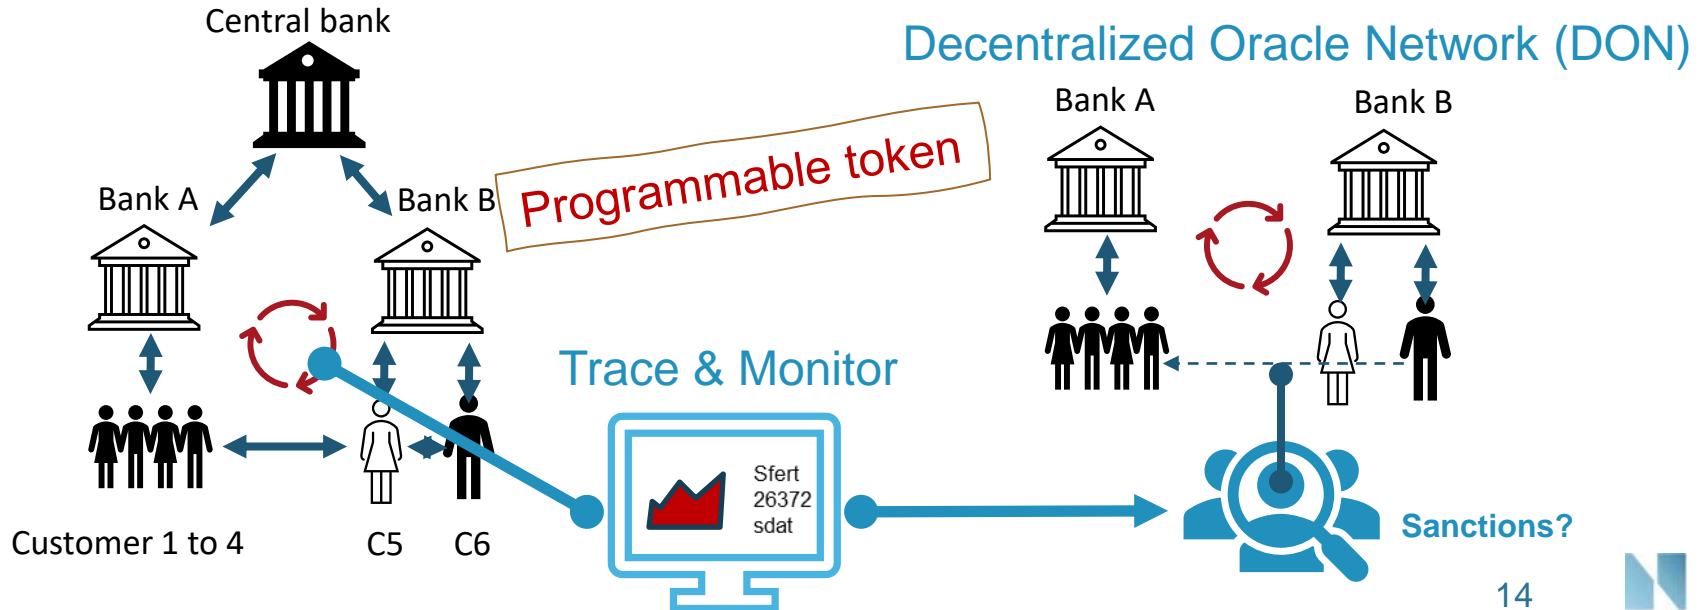 Central bank
Decentralized Oracle Network (DON)
Bank A
Bank B
Programmable token
Bank A
Bank B
Trace & Monitor
Sfert
26372
sdat
Sanctions?
Customer 1 to 4
C5
C6
14